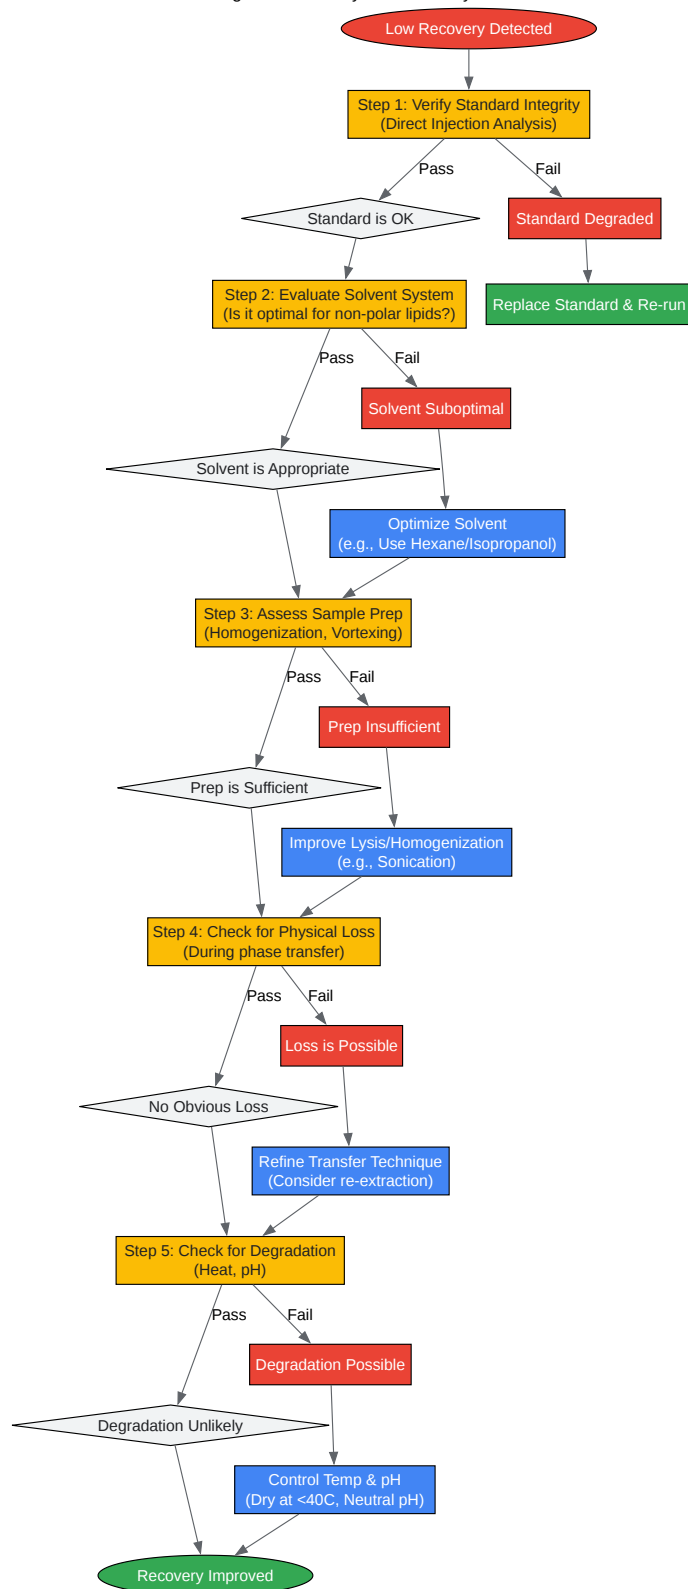 Low Recovery Detected
Step 1: Verify Standard Integrity
(Direct Injection Analysis)
Pass
Fail
Standard is OK
Standard Degraded
Step 2: Evaluate Solvent System
(Is it optimal for non-polar lipids?)
Replace Standard & Re-run
Pass
Fail
Solvent Suboptimal
Solvent is Appropriate
Optimize Solvent
(e.g., Use Hexane/Isopropanol)
Step 3: Assess Sample Prep
(Homogenization, Vortexing)
Pass
Fail
Prep Insufficient
Prep is Sufficient
Improve Lysis/Homogenization
(e.g., Sonication)
Step 4: Check for Physical Loss
(During phase transfer)
Pass
Fail
Loss is Possible
No Obvious Loss
Refine Transfer Technique
(Consider re-extraction)
Step 5: Check for Degradation
(Heat, pH)
Pass
Fail
Degradation Possible
Degradation Unlikely
Control Temp & pH
(Dry at <40C, Neutral pH)
Recovery Improved